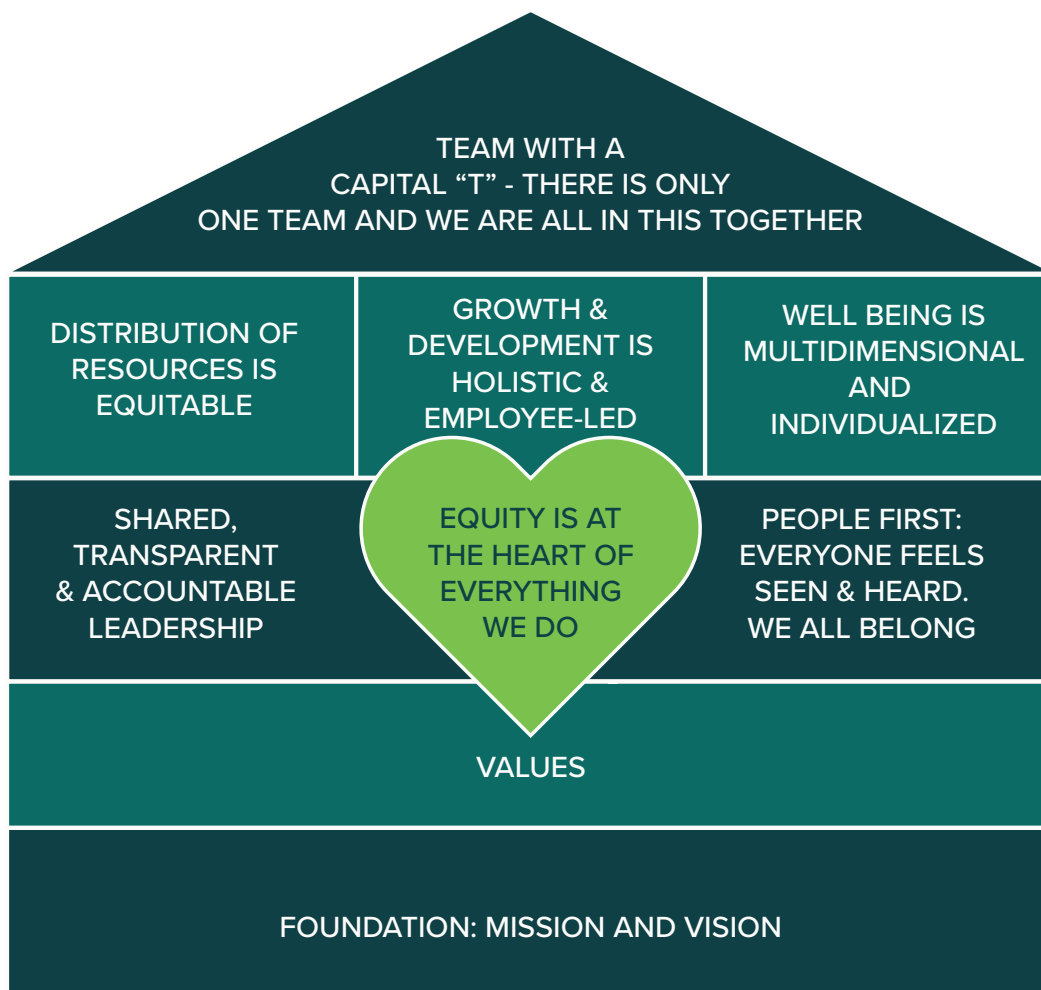 TEAM WITH A
CAPITAL “T” - THERE IS ONLY
ONE TEAM AND WE ARE ALL IN THIS TOGETHER
DISTRIBUTION OF
RESOURCES IS
EQUITABLE
GROWTH &
DEVELOPMENT IS
HOLISTIC &
EMPLOYEE-LED
WELL BEING IS
MULTIDIMENSIONAL
AND
INDIVIDUALIZED
SHARED,
TRANSPARENT
& ACCOUNTABLE
LEADERSHIP
EQUITY IS AT
THE HEART OF
EVERYTHING
WE DO
PEOPLE FIRST:
EVERYONE FEELS
SEEN & HEARD.
WE ALL BELONG
VALUES
FOUNDATION: MISSION AND VISION